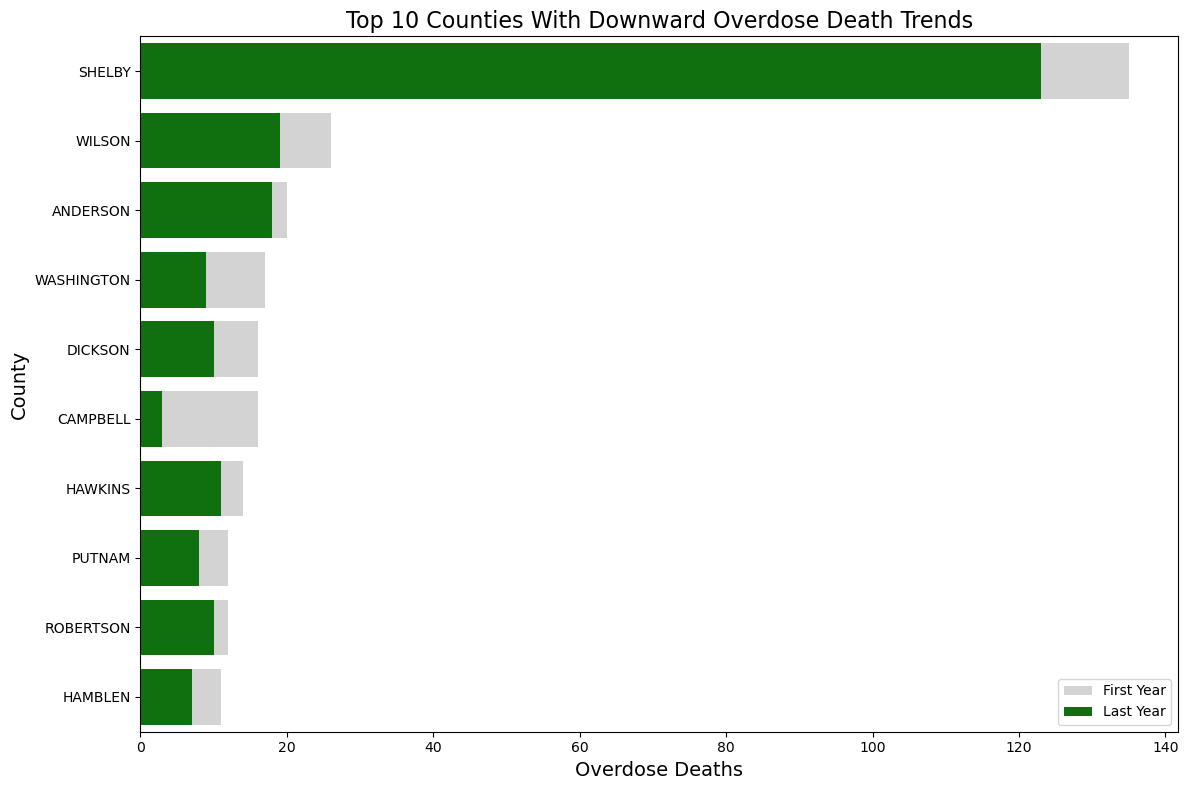 Top 10 Counties With Downward Overdose Death Trends
County
SHELBY
WILSON
ANDERSON
WASHINGTON
DICKSON
CAMPBELL
HAWKINS
PUTNAM
ROBERTSON
HAMBLEN
First Year
Last Year
0 20 40 60 80 100 120 140
Overdose Deaths